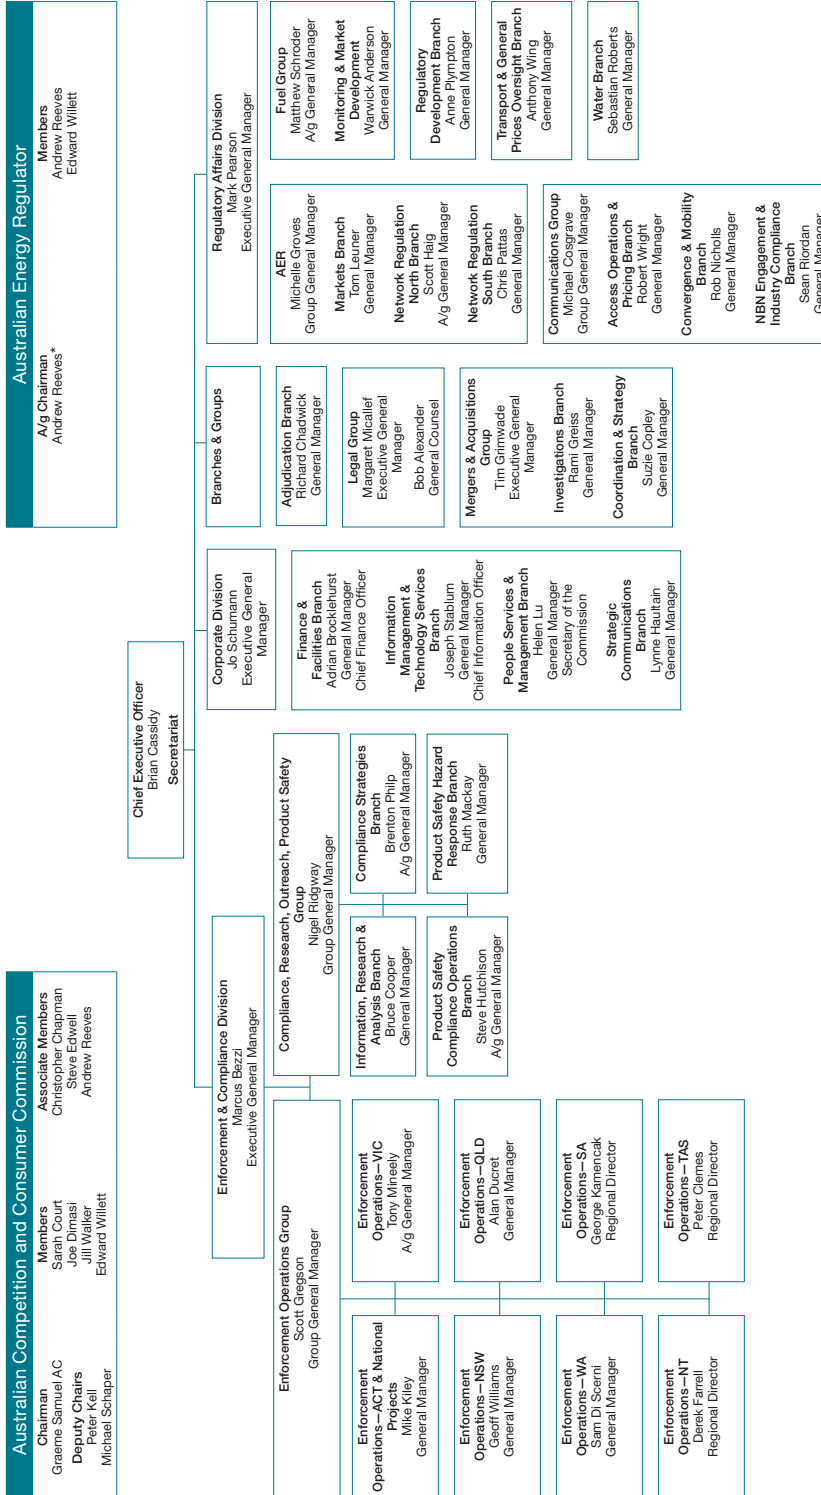 Australian Competition and Consumer Commission
Chairman
Graeme Samuel AC
Deputy Chairs
Peter Kell
Michael Schaper
Members
Sarah Court
Joe Dimasi
Jill Walker
Edward Willett
Associate Members
Christopher Chapman
Steve Edwell
Andrew Reeves
Australian Energy Regulator
A/g Chairman
Andrew Reeves*
Members
Andrew Reeves
Edward Willett
Chief Executive Officer
Brian Cassidy
Secretariat
Enforcement & Compliance Division
Marcus Bezzi
Executive General Manager
Enforcement Operations Group
Scott Gregson
Group General Manager
Enforcement
Operations—ACT & National
Projects
Mike Kiley
General Manager
Enforcement
Operations—VIC
Tony Mineely
A/g General Manager
Enforcement
Operations—NSW
Geoff Williams
General Manager
Enforcement
Operations—QLD
Alan Ducret
General Manager
Enforcement
Operations—WA
Sam Di Scerni
General Manager
Enforcement
Operations—SA
George Kamencak
Regional Director
Enforcement
Operations—NT
Derek Farrell
Regional Director
Enforcement
Operations—TAS
Peter Clemes
Regional Director
Compliance, Research, Outreach, Product Safety
Group
Nigel Ridgway
Group General Manager
Information, Research &
Analysis Branch
Bruce Cooper
General Manager
Compliance Strategies
Branch
Brenton Philp
A/g General Manager
Product Safety
Compliance Operations
Branch
Steve Hutchison
A/g General Manager
Product Safety Hazard
Response Branch
Ruth Mackay
General Manager
Corporate Division
Jo Schumann
Executive General
Manager
Finance &
Facilities Branch
Adrian Brocklehurst
General Manager
Chief Finance Officer
Information
Management &
Technology Services
Branch
Joseph Stablum
General Manager
Chief Information Officer
People Services &
Management Branch
Helen Lu
General Manager
Secretary of the
Commission
Strategic
Communications
Branch
Lynne Haultain
General Manager
Branches & Groups
Adjudication Branch
Richard Chadwick
General Manager
Legal Group
Margaret Micallef
Executive General
Manager
Bob Alexander
General Counsel
Mergers & Acquisitions
Group
Tim Grimwade
Executive General
Manager
Investigations Branch
Rami Greiss
General Manager
Coordination & Strategy
Branch
Suzie Copley
General Manager
Regulatory Affairs Division
Mark Pearson
Executive General Manager
AER
Michelle Groves
Group General Manager
Markets Branch
Tom Leuner
General Manager
Network Regulation
North Branch
Scott Haig
A/g General Manager
Network Regulation
South Branch
Chris Pattas
General Manager
Communications Group
Michael Cosgrave
Group General Manager
Access Operations &
Pricing Branch
Robert Wright
General Manager
Convergence & Mobility
Branch
Rob Nicholls
General Manager
NBN Engagement &
Industry Compliance
Branch
Sean Riordan
General Manager
Fuel Group
Matthew Schroder
A/g General Manager
Monitoring & Market
Development
Warwick Anderson
General Manager
Regulatory
Development Branch
Anne Plympton
General Manager
Transport & General
Prices Oversight Branch
Anthony Wing
General Manager
Water Branch
Sebastian Roberts
General Manager